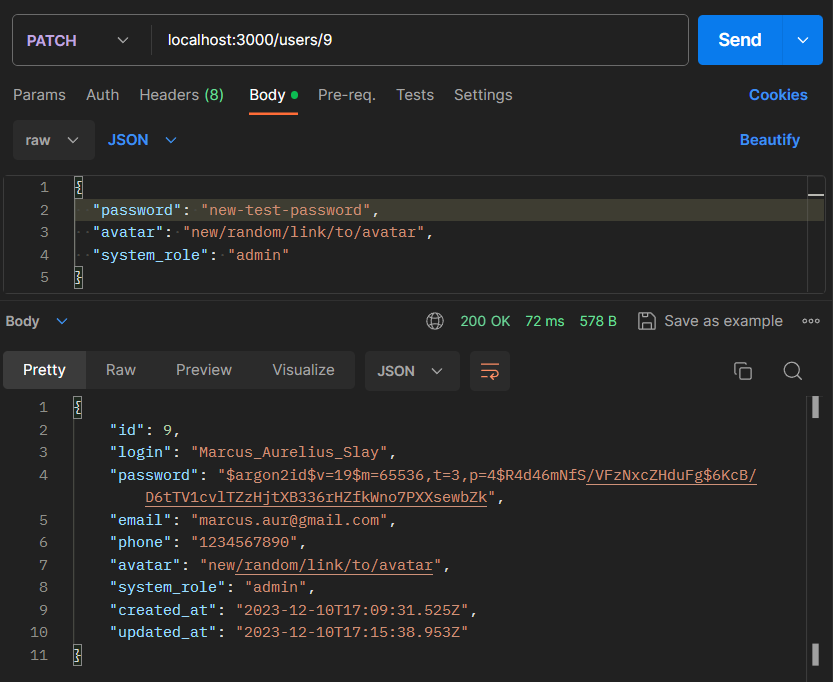 PATCH localhost:3000/users/9 Send
Params Auth Headers (8) Body Pre-req. Tests Settings Cookies
raw JSON Beautify
1 {
2 "password": "new-test-password",
3 "avatar": "new/random/link/to/avatar",
4 "system_role": "admin"
5 }
Body 200 OK 72 ms 578 B Save as example
Pretty Raw Preview Visualize JSON
1 {
2 "id": 9,
3 "login": "Marcus_Aurelius_Slay",
4 "password": "$argon2id$v=19$m=65536,t=3,p=4$R4d46mNfS/VFzNxcZHduFg$6KcB/
D6tTV1cvlTZzHjtXB336rHZfkWno7PXXsewbZk",
5 "email": "marcus.aur@gmail.com",
6 "phone": "1234567890",
7 "avatar": "new/random/link/to/avatar",
8 "system_role": "admin",
9 "created_at": "2023-12-10T17:09:31.525Z",
10 "updated_at": "2023-12-10T17:15:38.953Z"
11 }